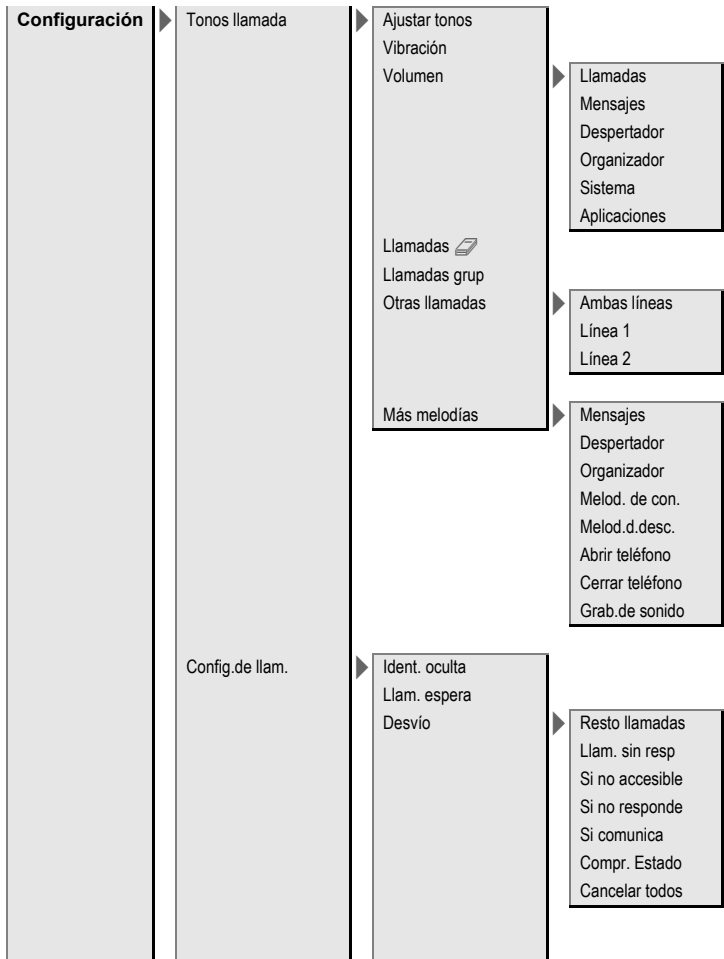 Configuración
Tonos llamada
Ajustar tonos
Vibración
Volumen
Llamadas
Mensajes
Despertador
Organizador
Sistema
Aplicaciones
Llamadas
Llamadas grup
Otras llamadas
Ambas líneas
Línea 1
Línea 2
Más melodías
Mensajes
Despertador
Organizador
Melod. de con.
Melod.d.desc.
Abrir teléfono
Cerrar teléfono
Grab.de sonido
Config.de llam.
Ident. oculta
Llam. espera
Desvío
Resto llamadas
Llam. sin resp
Si no accesible
Si no responde
Si comunica
Compr. Estado
Cancelar todos